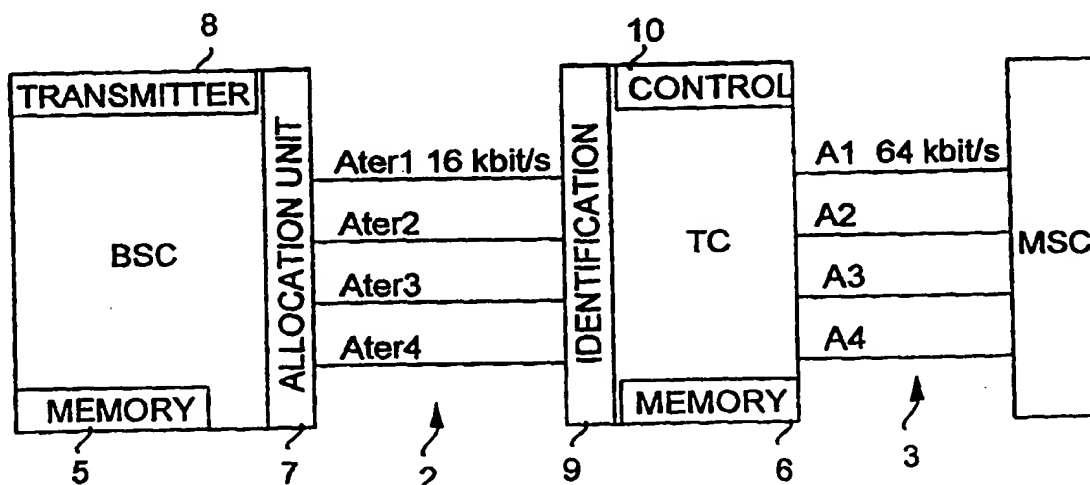 8
10
TRANSMITTER
CONTROL
ALLOCATION UNIT
IDENTIFICATION
Ater1 16 kbit/s
A1 64 kbit/s
Ater2
A2
BSC
TC
MSC
Ater3
A3
Ater4
A4
MEMORY
MEMORY
5
7
2
9
6
3